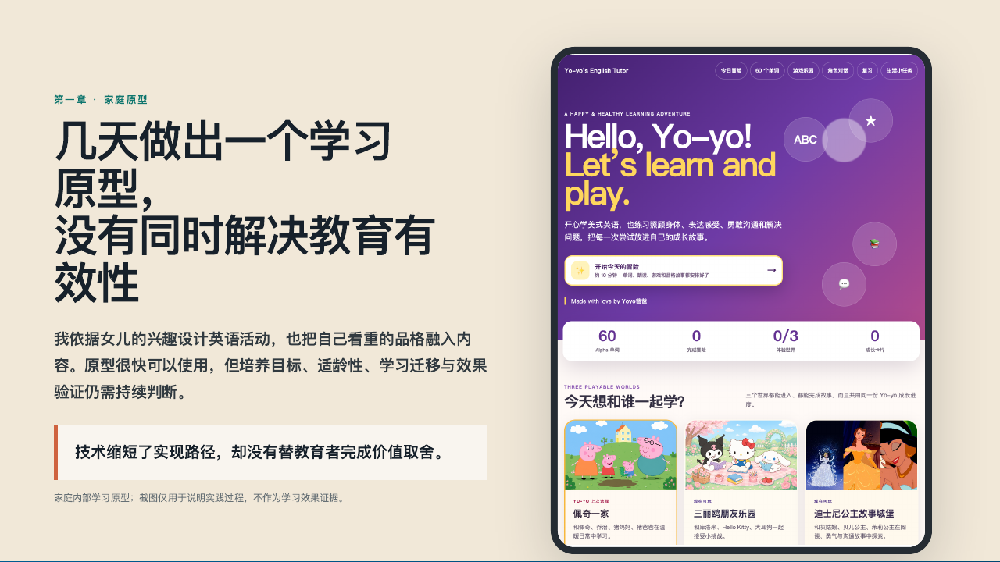 第一章 · 家庭原型
几天做出一个学习
原型，
没有同时解决教育有
效性
我依据女儿的兴趣设计英语活动，也把自己看重的品格融入内
容。原型很快可以使用，但培养目标、适龄性、学习迁移与效果
验证仍需持续判断。
技术缩短了实现路径，却没有替教育者完成价值取舍。
家庭内部学习原型；截图仅用于说明实践过程，不作为学习效果证据。
Yo-yo's English Tutor
今日冒险
60 个单词
游戏乐园
角色对话
复习
生活小任务
A HAPPY & HEALTHY LEARNING ADVENTURE
Hello, Yo-yo!
Let's learn and
play.
ABC
开心学美式英语，也练习照顾身体、表达感受、勇敢沟通和解决
问题，把每一次尝试放进自己的成长故事。
开始今天的冒险
约 10 分钟 · 单词、跟读、游戏和品格故事都安排好了
→
Made with love by Yoyo爸爸
60
Alpha 单词
0
完成冒险
0/3
体验世界
0
成长卡片
THREE PLAYABLE WORLDS
今天想和谁一起学?
三个世界都能进入、都能完成故事，而且共用同一份 Yo-yo 成长进
度。
YO-YO 上次选择
佩奇一家
和佩奇、乔治、猪妈妈、猪爸爸在温
暖日常中学习。
现在可玩
三丽鸥朋友乐园
和库洛米、Hello Kitty、大耳狗一起
接受小挑战。
现在可玩
迪士尼公主故事城堡
和灰姑娘、贝儿公主、茉莉公主在阅
读、勇气与沟通故事中探索。